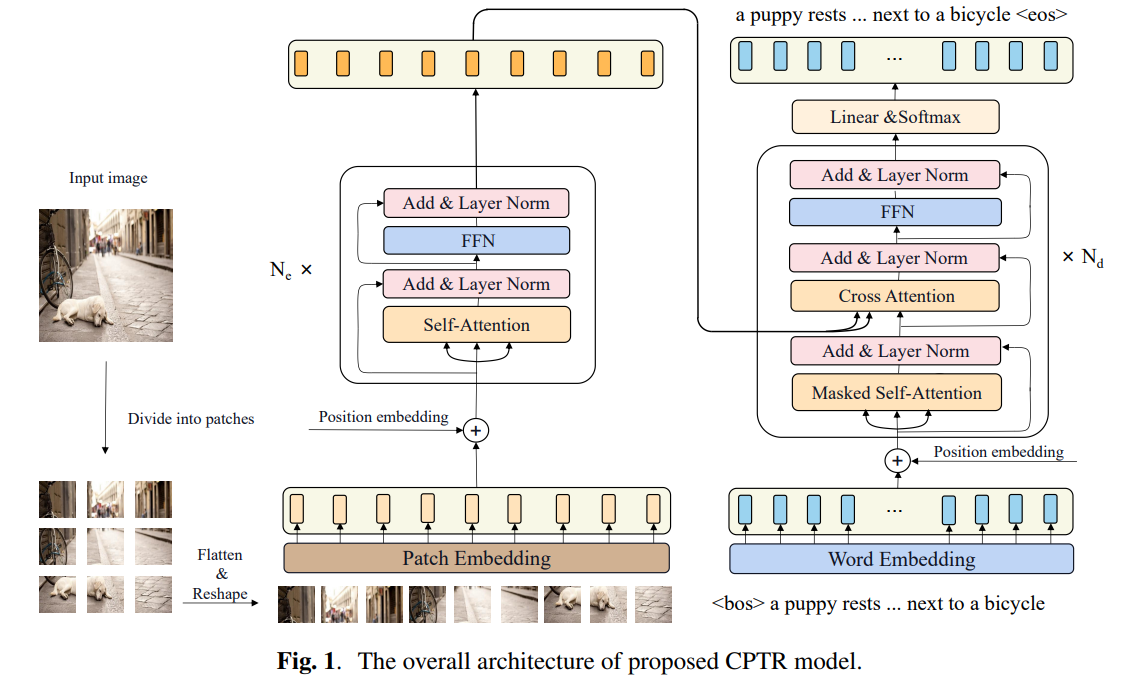 a puppy rests ... next to a bicycle <eos>
...
Linear &Softmax
Input image
Add & Layer Norm
FFN
Add & Layer Norm
Self-Attention
Nc ×
Add & Layer Norm
FFN
Add & Layer Norm
Cross Attention
Add & Layer Norm
Masked Self-Attention
× Nd
Divide into patches
Position embedding
+
+
Position embedding
Flatten
&
Reshape
Patch Embedding
...
Word Embedding
<bos> a puppy rests ... next to a bicycle
Fig. 1. The overall architecture of proposed CPTR model.